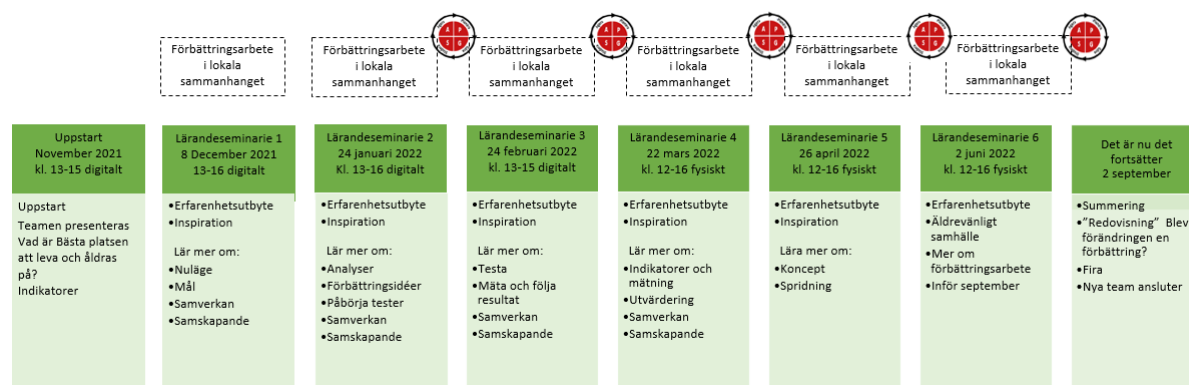 Förbättringsarbete
i lokala
sammanhanget
Förbättringsarbete
i lokala
sammanhanget
Förbättringsarbete
i lokala
sammanhanget
Förbättringsarbete
i lokala
sammanhanget
Förbättringsarbete
i lokala
sammanhanget
Förbättringsarbete
i lokala
sammanhanget
A P
S G
A P
S G
A P
S G
A P
S G
A P
S G
Uppstart
November 2021
kl. 13-15 digitalt
Uppstart
Teamen presenteras
Vad är Bästa platsen
att leva och åldras
på?
Indikatorer
Lärandeseminarie 1
8 December 2021
13-16 digitalt
•Erfarenhetsutbyte
•Inspiration
Lär mer om:
•Nuläge
•Mål
•Samverkan
•Samskapande
Lärandeseminarie 2
24 januari 2022
Kl. 13-16 digitalt
•Erfarenhetsutbyte
•Inspiration
Lär mer om:
•Analyser
•Förbättringsidéer
•Påbörja tester
•Samverkan
•Samskapande
Lärandeseminarie 3
24 februari 2022
kl. 13-15 digitalt
•Erfarenhetsutbyte
•Inspiration
Lär mer om:
•Testa
•Mäta och följa
resultat
•Samverkan
•Samskapande
Lärandeseminarie 4
22 mars 2022
kl. 12-16 fysiskt
•Erfarenhetsutbyte
•Inspiration
Lär mer om:
•Indikatorer och
mätning
•Utvärdering
•Samverkan
•Samskapande
Lärandeseminarie 5
26 april 2022
kl. 12-16 fysiskt
•Erfarenhetsutbyte
•Inspiration
Lära mer om:
•Koncept
•Spridning
Lärandeseminarie 6
2 juni 2022
kl. 12-16 fysiskt
•Erfarenhetsutbyte
•Äldrevänligt
samhälle
•Mer om
förbättringsarbete
•Inför september
Det är nu det
fortsätter
2 september
•Summering
•”Redovisning” Blev
förändringen en
förbättring?
•Fira
•Nya team ansluter